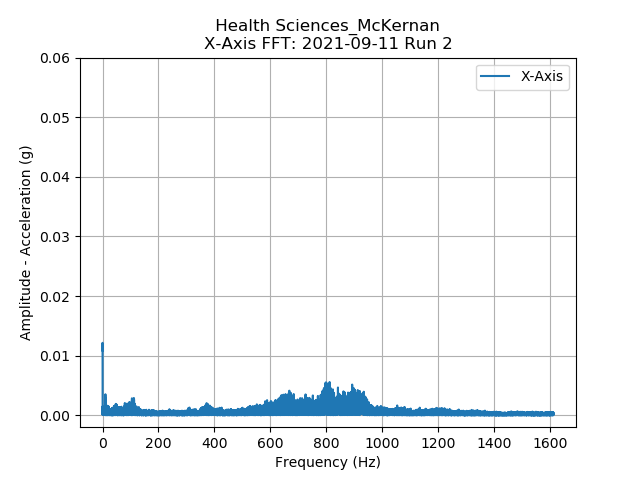 Health Sciences_McKernan
X-Axis FFT: 2021-09-11 Run 2
X-Axis
0.06
0.05
0.04
0.03
0.02
0.01
0.00
Amplitude - Acceleration (g)
0 200 400 600 800 1000 1200 1400 1600
Frequency (Hz)